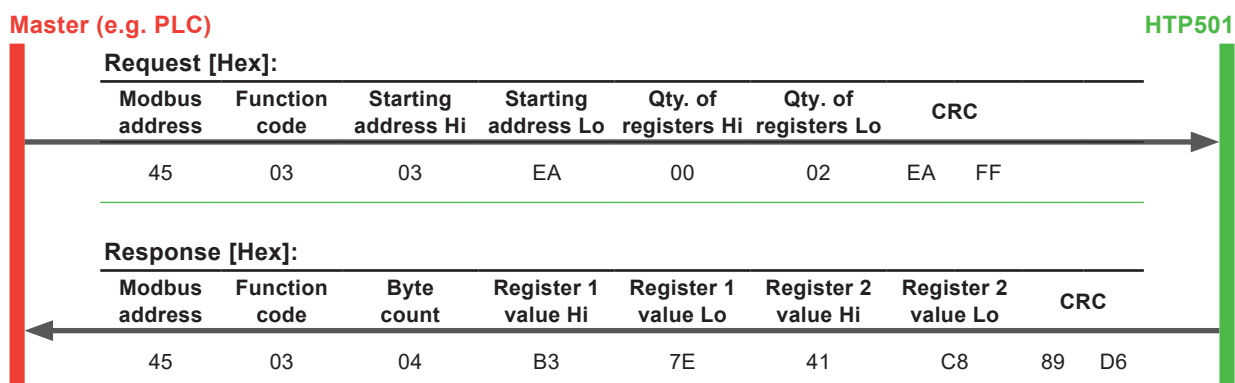 Master (e.g. PLC) HTP501
Request [Hex]:
Modbus address Function code Starting address Hi Starting address Lo Qty. of registers Hi Qty. of registers Lo CRC
45 03 03 EA 00 02 EA FF
Response [Hex]:
Modbus address Function code Byte count Register 1 value Hi Register 1 value Lo Register 2 value Hi Register 2 value Lo CRC
45 03 04 B3 7E 41 C8 89 D6